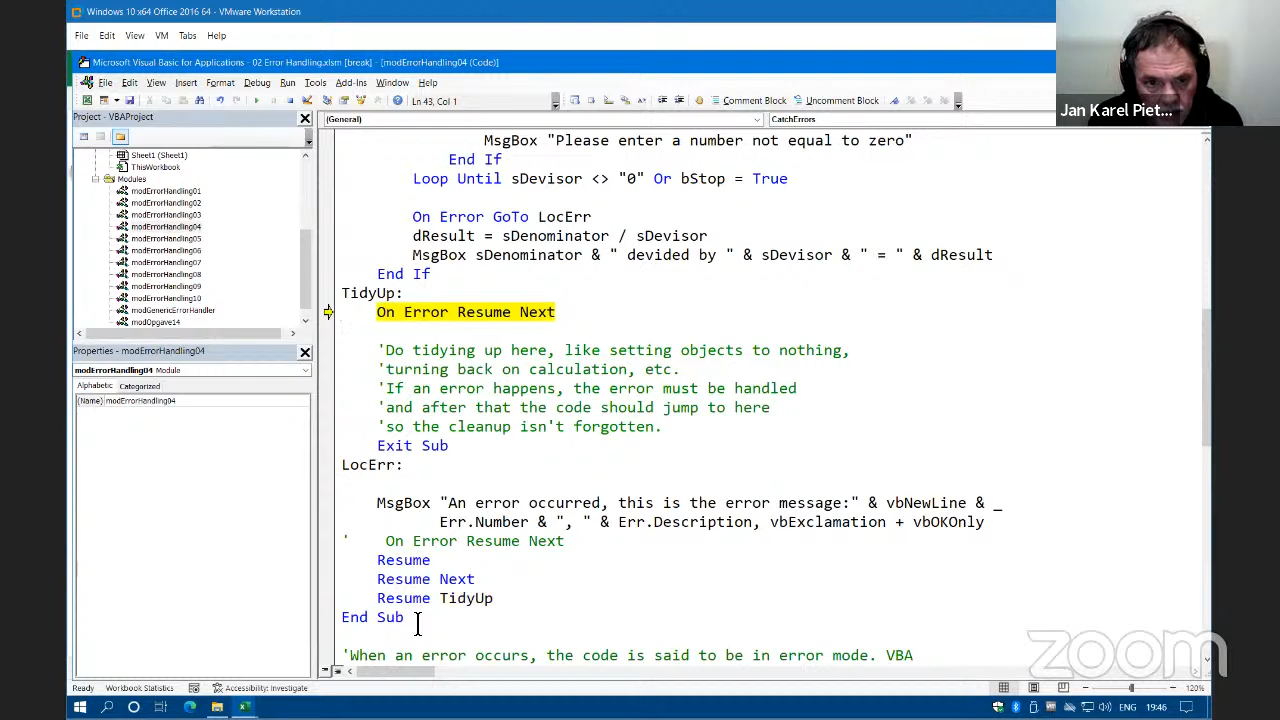 Windows 10 x64 Office 2016 64 - VMware Workstation
File Edit View VM Tabs Help
Microsoft Visual Basic for Applications - 02 Error Handling.xlsm [break] - [modErrorHandling04 (Code)]
File Edit View Insert Format Debug Run Tools Add-Ins Window Help
Ln 43, Col 1
Comment Block Uncomment Block
Jan Karel Piet...
Project - VBAProject
(General) CatchErrors
Sheet1 (Sheet1)
ThisWorkbook
Modules
modErrorHandling01
modErrorHandling02
modErrorHandling03
modErrorHandling04
modErrorHandling05
modErrorHandling06
modErrorHandling07
modErrorHandling08
modErrorHandling09
modErrorHandling10
modGenericErrorHandler
modOpgave14
Properties - modErrorHandling04
modErrorHandling04 Module
Alphabetic Categorized
(Name) modErrorHandling04
MsgBox "Please enter a number not equal to zero"
End If
Loop Until sDevisor <> "0" Or bStop = True
On Error GoTo LocErr
dResult = sDenominator / sDevisor
MsgBox sDenominator & " devided by " & sDevisor & " = " & dResult
End If
TidyUp:
On Error Resume Next
'Do tidying up here, like setting objects to nothing,
'turning back on calculation, etc.
'If an error happens, the error must be handled
'and after that the code should jump to here
'so the cleanup isn't forgotten.
Exit Sub
LocErr:
MsgBox "An error occurred, this is the error message:" & vbNewLine & _
Err.Number & ", " & Err.Description, vbExclamation + vbOKOnly
' On Error Resume Next
Resume
Resume Next
Resume TidyUp
End Sub
'When an error occurs, the code is said to be in error mode. VBA
zoom
Ready Workbook Statistics Accessibility: Investigate 120%
ENG 19:46